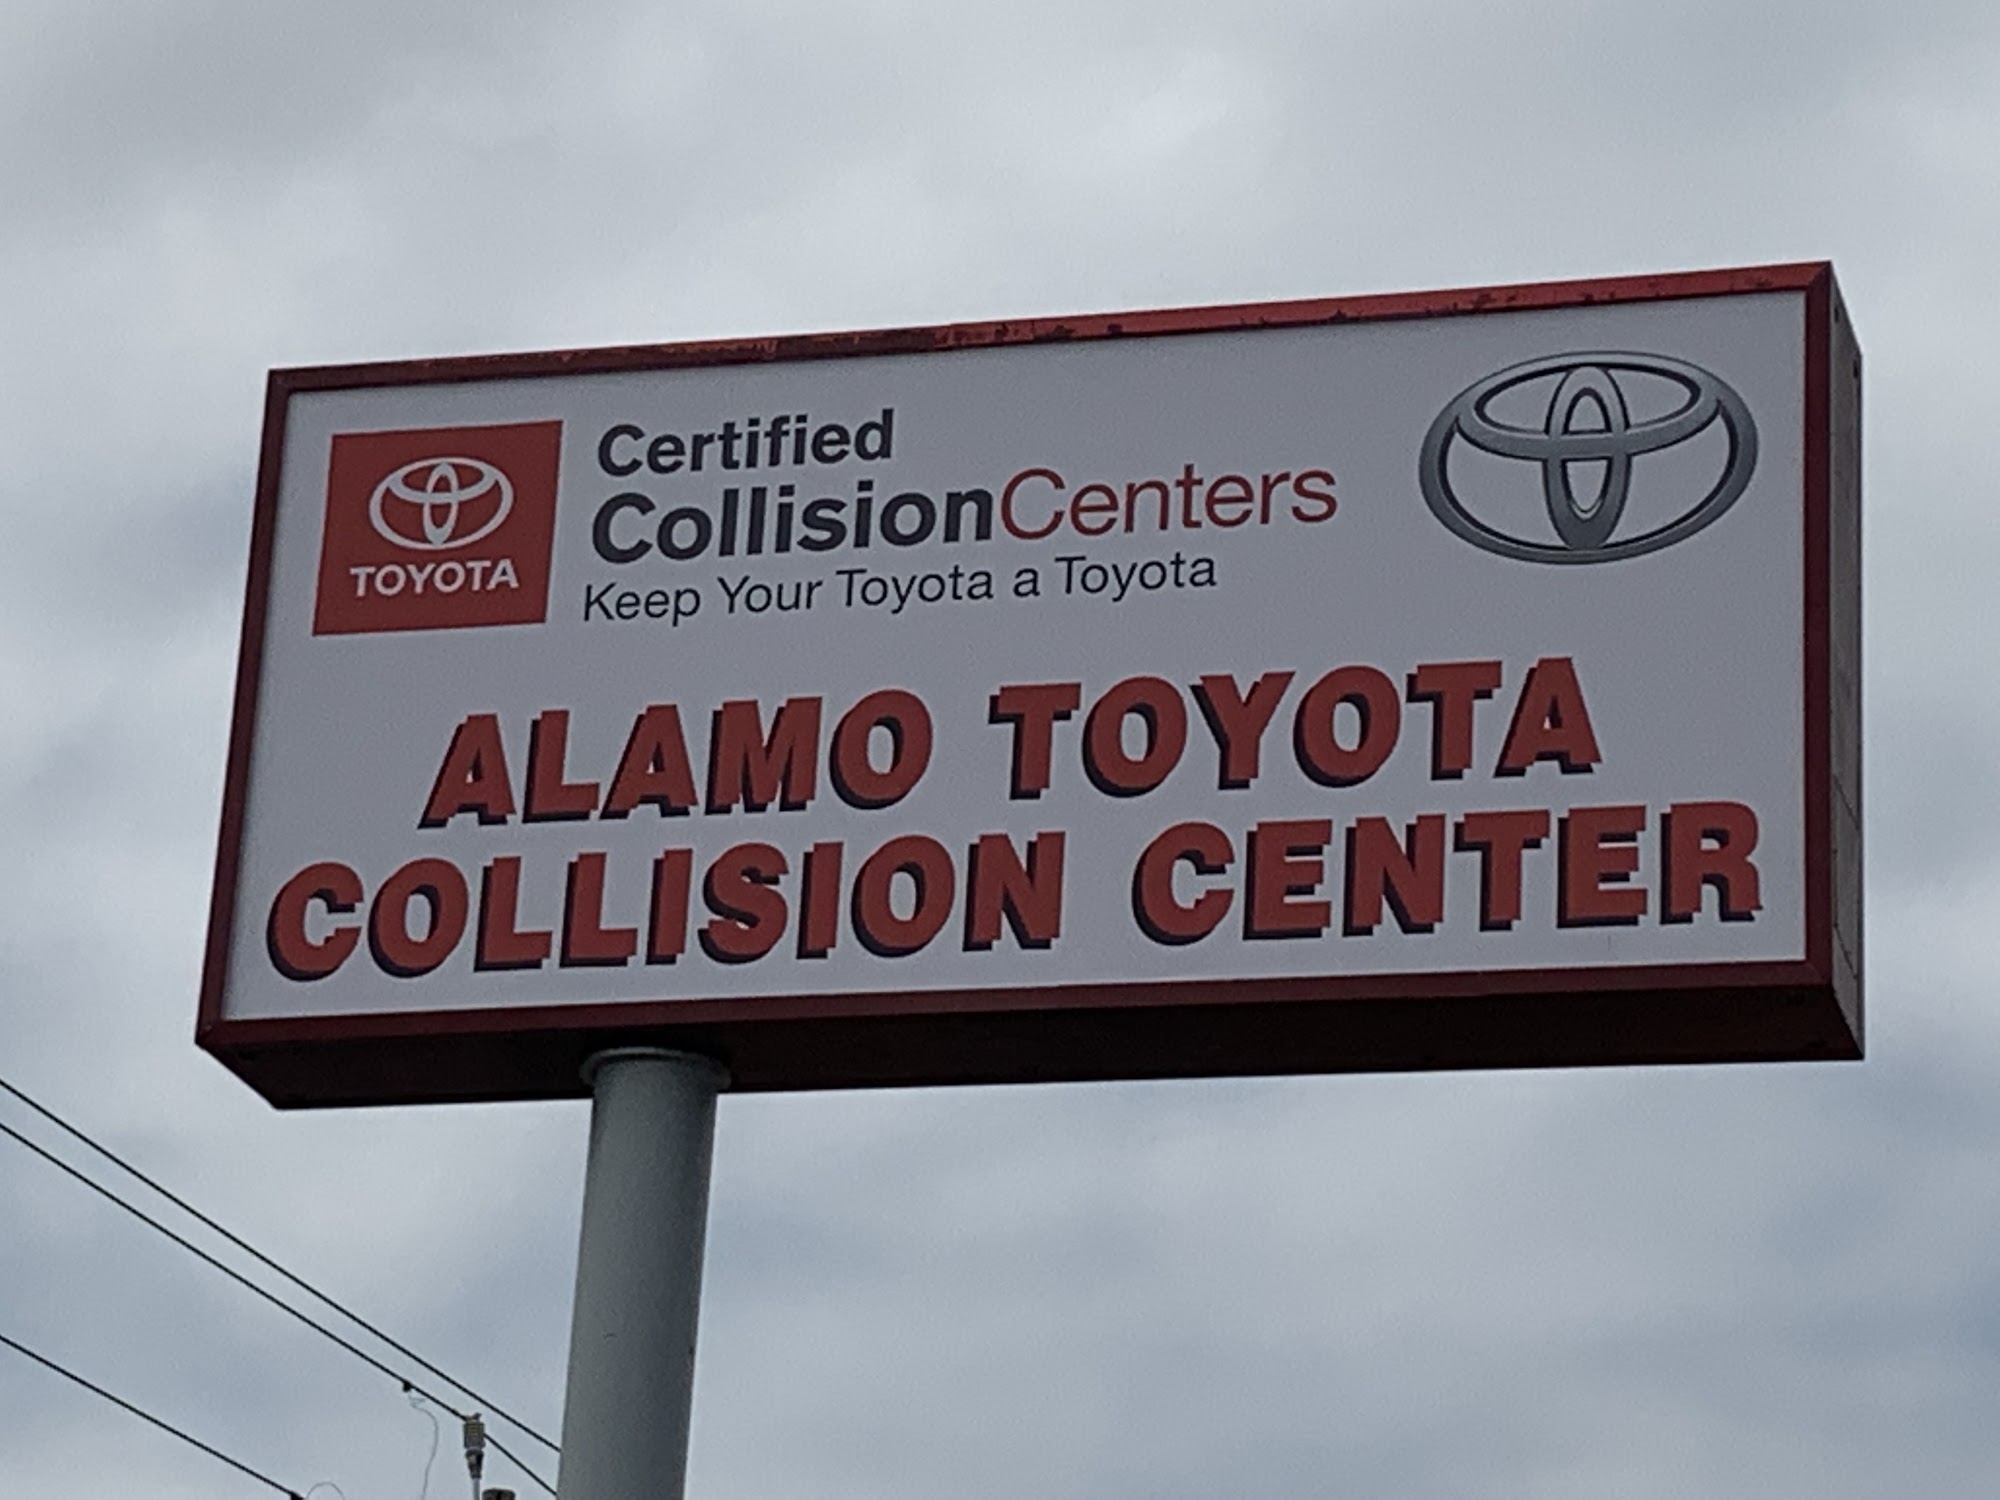 TOYOTA
Certified
CollisionCenters
Keep Your Toyota a Toyota
ALAMO TOYOTA
COLLISION CENTER